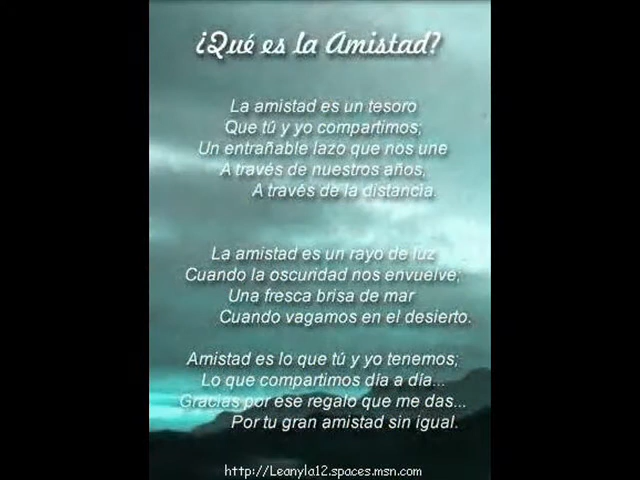 ¿Qué es la Amistad?
La amistad es un tesoro
Que tú y yo compartimos;
Un entrañable lazo que nos une
A través de nuestros años,
A través de la distancia.
La amistad es un rayo de luz
Cuando la oscuridad nos envuelve;
Una fresca brisa de mar
Cuando vagamos en el desierto.
Amistad es lo que tú y yo tenemos;
Lo que compartimos día a día...
Gracias por ese regalo que me das...
Por tu gran amistad sin igual.
http://Leanyla12.spaces.msn.com